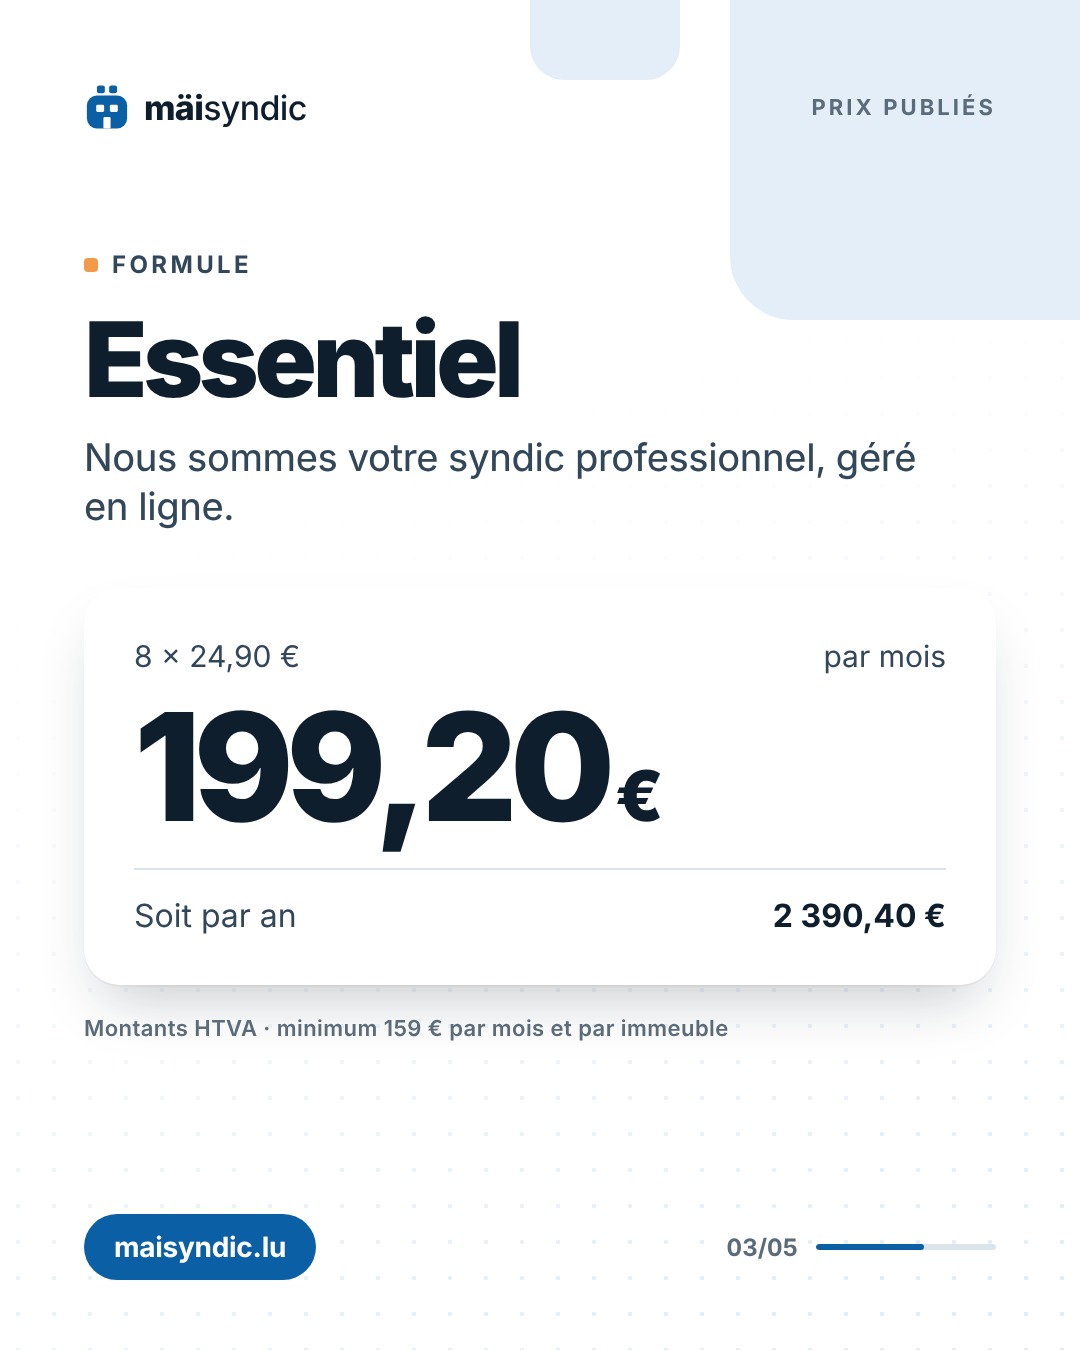 mäisyndic
PRIX PUBLIÉS
FORMULE
Essentiel
Nous sommes votre syndic professionnel, géré
en ligne.
8 × 24,90 €
par mois
199,20 €
Soit par an
2 390,40 €
Montants HTVA · minimum 159 € par mois et par immeuble
maisyndic.lu
03/05